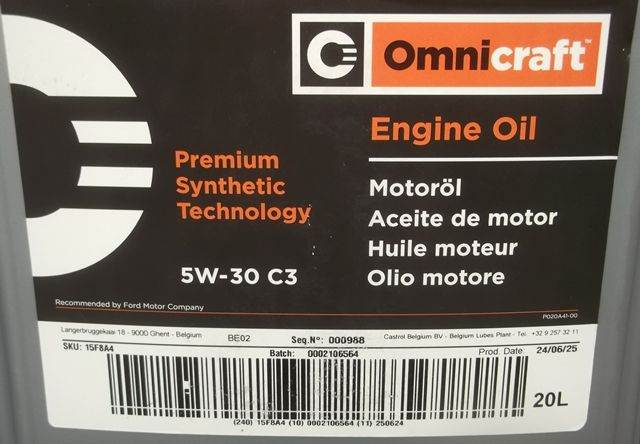 Omnicraft™
Engine Oil
Premium
Synthetic
Technology
Motoröl
Aceite de motor
Huile moteur
Olio motore
5W-30 C3
Recommended by Ford Motor Company
P020A41-00
Langerbruggekaai 18 - 9000 Ghent - Belgium
BE02
Seq.N°: 000988
Castrol Belgium BV - Belgium Lubes Plant - Tel. +32 9 257 32 11
SKU: 15F8A4
Batch: 0002106564
Prod. Date: 24/06/25
20L
(240) 15F8A4 (10) 0002106564 (11) 250624